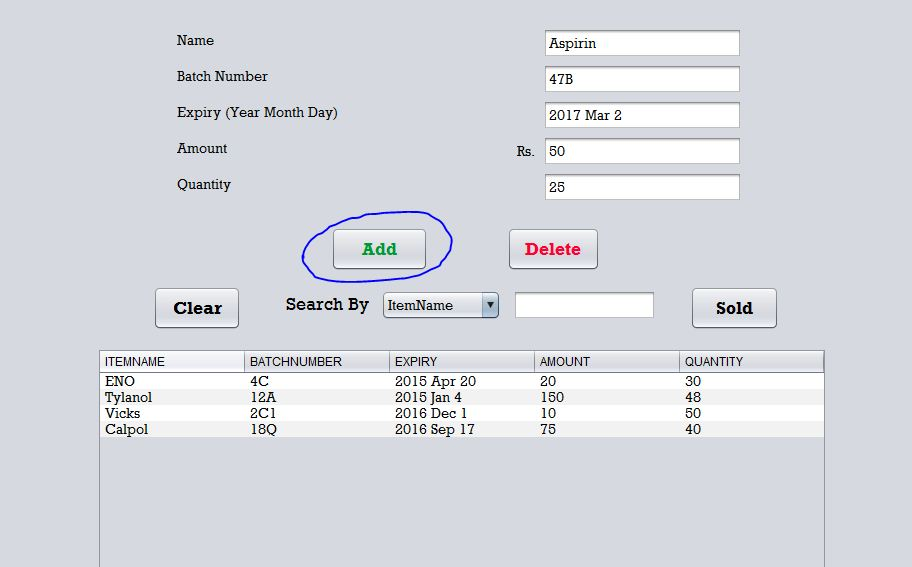 Name Aspirin
Batch Number 47B
Expiry (Year Month Day) 2017 Mar 2
Amount Rs. 50
Quantity 25
Add Delete
Clear Search By ItemName Sold
ITEMNAME BATCHNUMBER EXPIRY AMOUNT QUANTITY
ENO 4C 2015 Apr 20 20 30
Tylanol 12A 2015 Jan 4 150 48
Vicks 2C1 2016 Dec 1 10 50
Calpol 18Q 2016 Sep 17 75 40